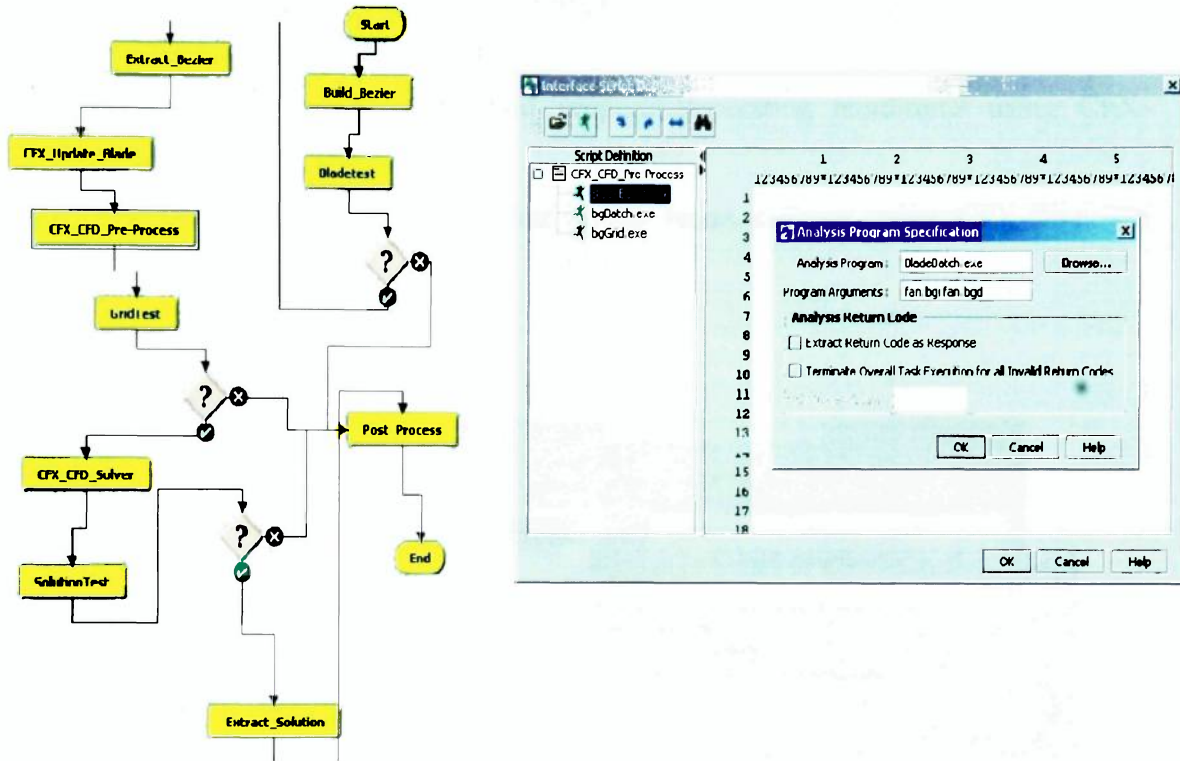 Start
Extract_Bezier
Build_Bezier
CFX_Update_Blade
Bladetest
CFX_CFD_Pre-Process
?
GridTest
?
Post_Process
CFX_CFD_Solver
?
SolutionTest
End
Extract_Solution
Interface Script
Script Definition
CFX_CFD_Pre-Process
bgBatch.exe
bgGrid.exe
1 2 3 4 5
123456789*123456789*123456789*123456789*123456789*1234567
1
2
3
4
5
6
7
8
9
10
11
12
13
15
16
17
18
Analysis Program Specification
Analysis Program: BladeBatch.exe Browse...
Program Arguments: fan.bgi fan.bgd
Analysis Return Code
Extract Return Code as Response
Terminate Overall Task Execution for all Invalid Return Codes
OK Cancel Help
OK Cancel Help